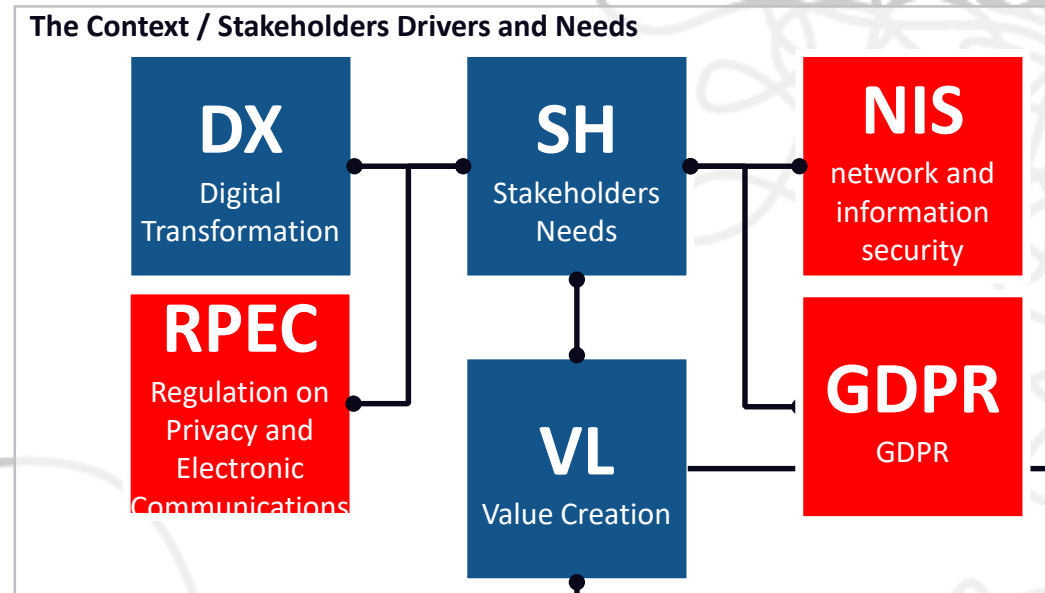 The Context / Stakeholders Drivers and Needs
DX
Digital
Transformation
SH
Stakeholders
Needs
NIS
network and
information
security
RPEC
Regulation on
Privacy and
Electronic
Communications
VL
Value Creation
GDPR
GDPR